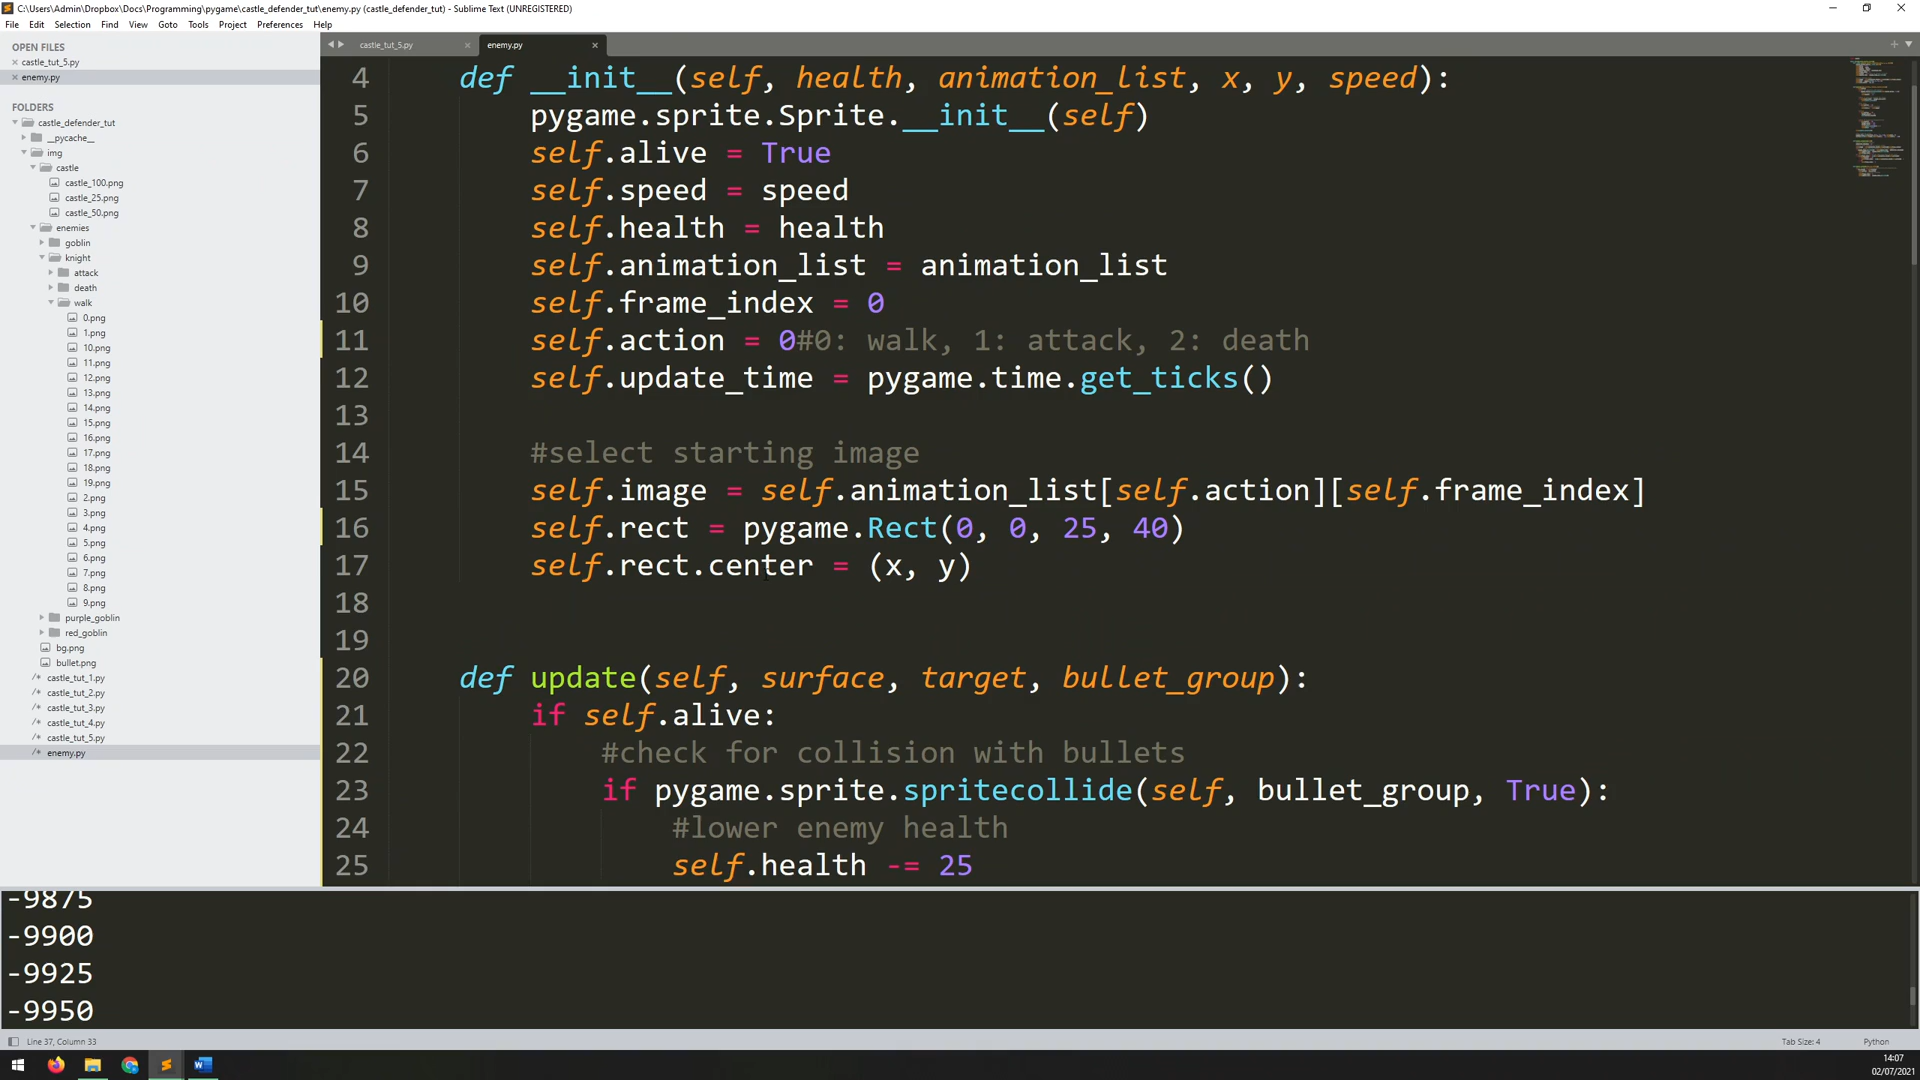 C:\Users\Admin\Dropbox\Docs\Programming\pygame\castle_defender_tut\enemy.py (castle_defender_tut) - Sublime Text (UNREGISTERED)
File Edit Selection Find View Goto Tools Project Preferences Help
OPEN FILES
castle_tut_5.py
enemy.py
FOLDERS
castle_defender_tut
__pycache__
img
castle
castle_100.png
castle_25.png
castle_50.png
enemies
goblin
knight
attack
death
walk
0.png
1.png
10.png
11.png
12.png
13.png
14.png
15.png
16.png
17.png
18.png
19.png
2.png
3.png
4.png
5.png
6.png
7.png
8.png
9.png
purple_goblin
red_goblin
bg.png
bullet.png
castle_tut_1.py
castle_tut_2.py
castle_tut_3.py
castle_tut_4.py
castle_tut_5.py
enemy.py
castle_tut_5.py enemy.py
4 def __init__(self, health, animation_list, x, y, speed):
5 pygame.sprite.Sprite.__init__(self)
6 self.alive = True
7 self.speed = speed
8 self.health = health
9 self.animation_list = animation_list
10 self.frame_index = 0
11 self.action = 0#0: walk, 1: attack, 2: death
12 self.update_time = pygame.time.get_ticks()
13
14 #select starting image
15 self.image = self.animation_list[self.action][self.frame_index]
16 self.rect = pygame.Rect(0, 0, 25, 40)
17 self.rect.center = (x, y)
18
19
20 def update(self, surface, target, bullet_group):
21 if self.alive:
22 #check for collision with bullets
23 if pygame.sprite.spritecollide(self, bullet_group, True):
24 #lower enemy health
25 self.health -= 25
-9875
-9900
-9925
-9950
Line 37, Column 33
Tab Size: 4
Python
14:07
02/07/2021